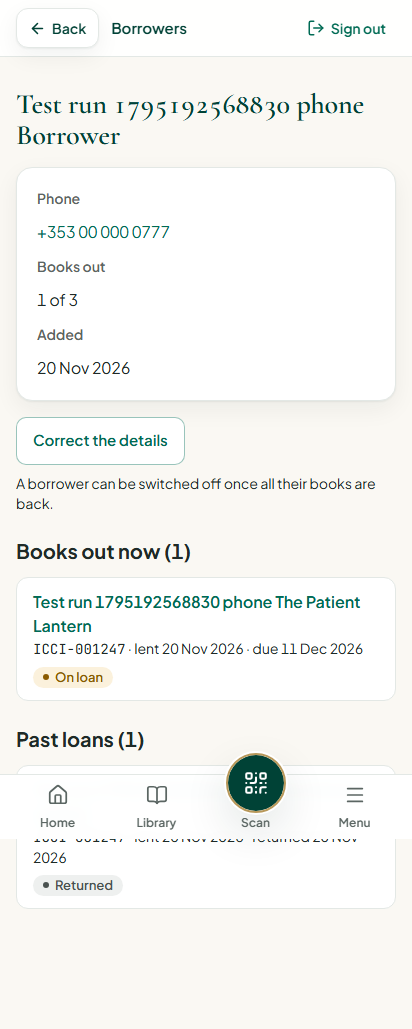 Back
Borrowers
Sign out
Test run 1795192568830 phone
Borrower
Phone
+353 00 000 0777
Books out
1 of 3
Added
20 Nov 2026
Correct the details
A borrower can be switched off once all their books are
back.
Books out now (1)
Test run 1795192568830 phone The Patient
Lantern
ICCI-001247 · lent 20 Nov 2026 · due 11 Dec 2026
On loan
Past loans (1)
Home
Library
Scan
Menu
2026
Returned